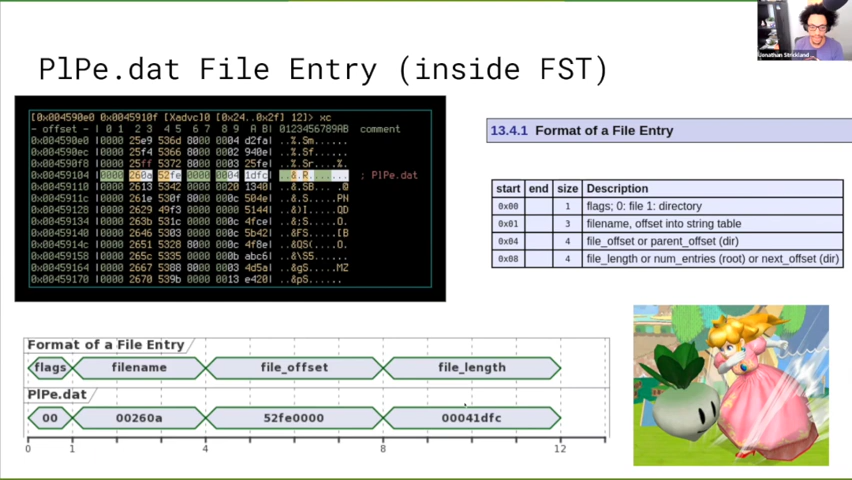 Jonathan Strickland
PlPe.dat File Entry (inside FST)
[0x004590e0 0x0045910f [Xadvc]0 [0x24..0x2f] 12]> xc
- offset - | 0 1 2 3 4 5 6 7 8 9 A B| 0123456789AB comment
0x004590e0 |0000 25e9 536d 8000 0004 d2fa| ..%.Sm......
0x004590ec |0000 25f4 5366 8000 0002 940e| ..%.Sf......
0x004590f8 |0000 25ff 5372 8000 0003 25fe| ..%.Sr....%.
0x00459104 |0000 260a 52fe 0000 0004 1dfc| ..&.R....... ; PlPe.dat
0x00459110 |0000 2613 5342 0000 0020 1340| ..&.SB... .@
0x0045911c |0000 261e 530f 8000 000c 504e| ..&.S.....PN
0x00459128 |0000 2629 49f3 0000 0000 5144| ..&)I.....QD
0x00459134 |0000 263b 531c 0000 000c 4fce| ..&;S.....O.
0x00459140 |0000 2646 5303 0000 000c 5b42| ..&FS.....[B
0x0045914c |0000 2651 5328 8000 000c 4f8e| ..&QS(....O.
0x00459158 |0000 265c 5335 0000 000b abc6| ..&\S5......
0x00459164 |0000 2667 5388 8000 0003 4d5a| ..&gS.....MZ
0x00459170 |0000 2670 539b 0000 0013 e420| ..&pS......
13.4.1 Format of a File Entry
start end size Description
0x00 1 flags; 0: file 1: directory
0x01 3 filename, offset into string table
0x04 4 file_offset or parent_offset (dir)
0x08 4 file_length or num_entries (root) or next_offset (dir)
Format of a File Entry
flags filename file_offset file_length
PlPe.dat
00 00260a 52fe0000 00041dfc
0 1 4 8 12